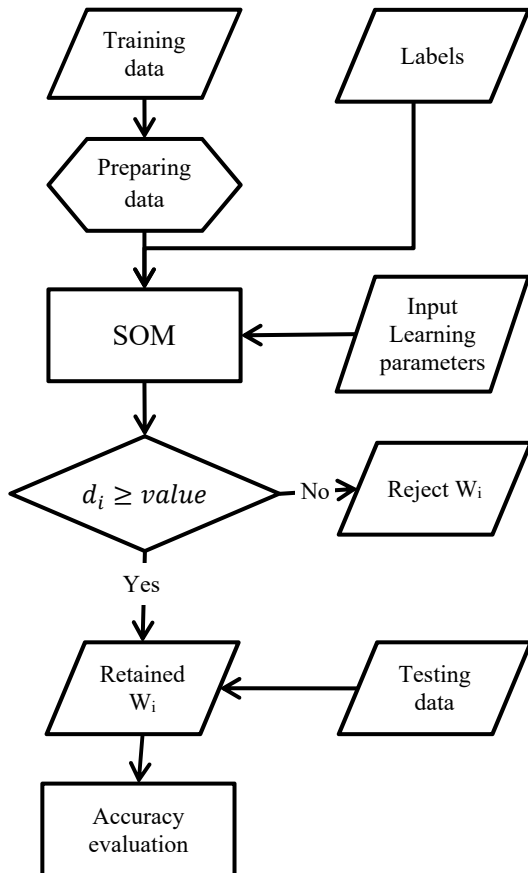 Training
data
Labels
Preparing
data
SOM
Input
Learning
parameters
𝑑ᵢ ≥ 𝑣𝑎𝑙𝑢𝑒
No
Reject Wᵢ
Yes
Retained
Wᵢ
Testing
data
Accuracy
evaluation